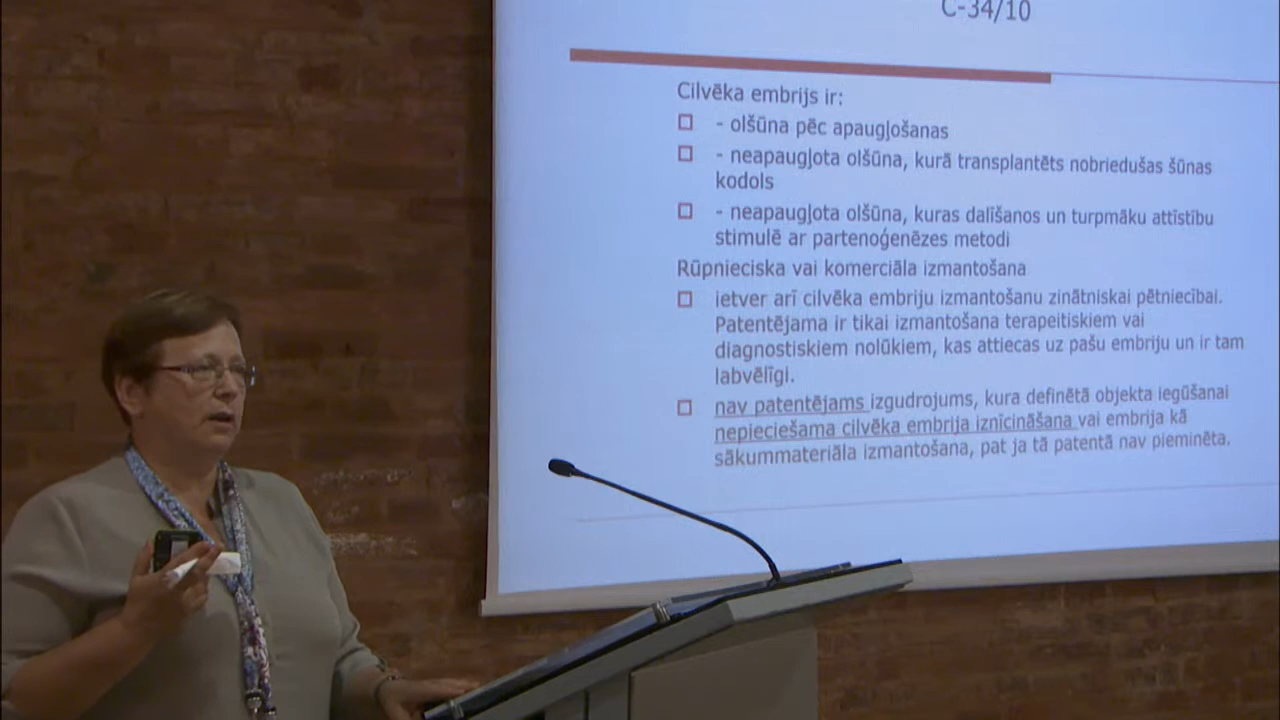 C-34/10
Cilvēka embrijs ir:
- olšūna pēc apaugļošanas
- neapaugļota olšūna, kurā transplantēts nobriedušas šūnas
kodols
- neapaugļota olšūna, kuras dalīšanos un turpmāku attīstību
stimulē ar partenoģenēzes metodi
Rūpnieciska vai komerciāla izmantošana
ietver arī cilvēka embriju izmantošanu zinātniskai pētniecībai.
Patentējama ir tikai izmantošana terapeitiskiem vai
diagnostiskiem nolūkiem, kas attiecas uz pašu embriju un ir tam
labvēlīgi.
nav patentējams izgudrojums, kura definētā objekta iegūšanai
nepieciešama cilvēka embrija iznīcināšana vai embrija kā
sākummateriāla izmantošana, pat ja tā patentā nav pieminēta.